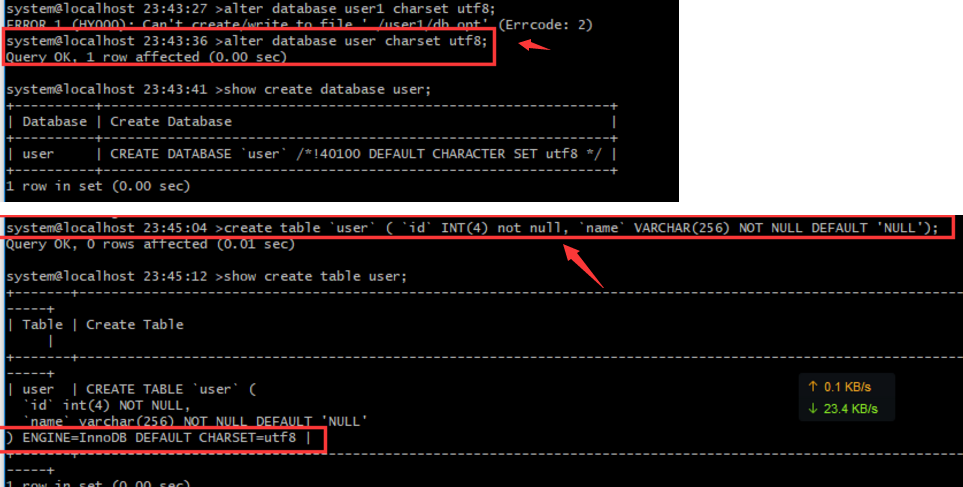 system@localhost 23:43:27 >alter database user1 charset utf8;
ERROR 1 (HY000): Can't create/write to file './user1/db.opt' (Errcode: 2)
system@localhost 23:43:36 >alter database user charset utf8;
Query OK, 1 row affected (0.00 sec)
system@localhost 23:43:41 >show create database user;
+----------+---------------------------------------------------------------+
| Database | Create Database |
+----------+---------------------------------------------------------------+
| user | CREATE DATABASE `user` /*!40100 DEFAULT CHARACTER SET utf8 */ |
+----------+---------------------------------------------------------------+
1 row in set (0.00 sec)
system@localhost 23:45:04 >create table `user` ( `id` INT(4) not null, `name` VARCHAR(256) NOT NULL DEFAULT 'NULL');
Query OK, 0 rows affected (0.01 sec)
system@localhost 23:45:12 >show create table user;
+-------+--------------------------------------------------------------------------------------------------------------
-----+
| Table | Create Table
|
+-------+--------------------------------------------------------------------------------------------------------------
-----+
| user | CREATE TABLE `user` (
`id` int(4) NOT NULL,
`name` varchar(256) NOT NULL DEFAULT 'NULL'
) ENGINE=InnoDB DEFAULT CHARSET=utf8 |
+-------+--------------------------------------------------------------------------------------------------------------
-----+
1 row in set (0.00 sec)
↑ 0.1 KB/s
↓ 23.4 KB/s